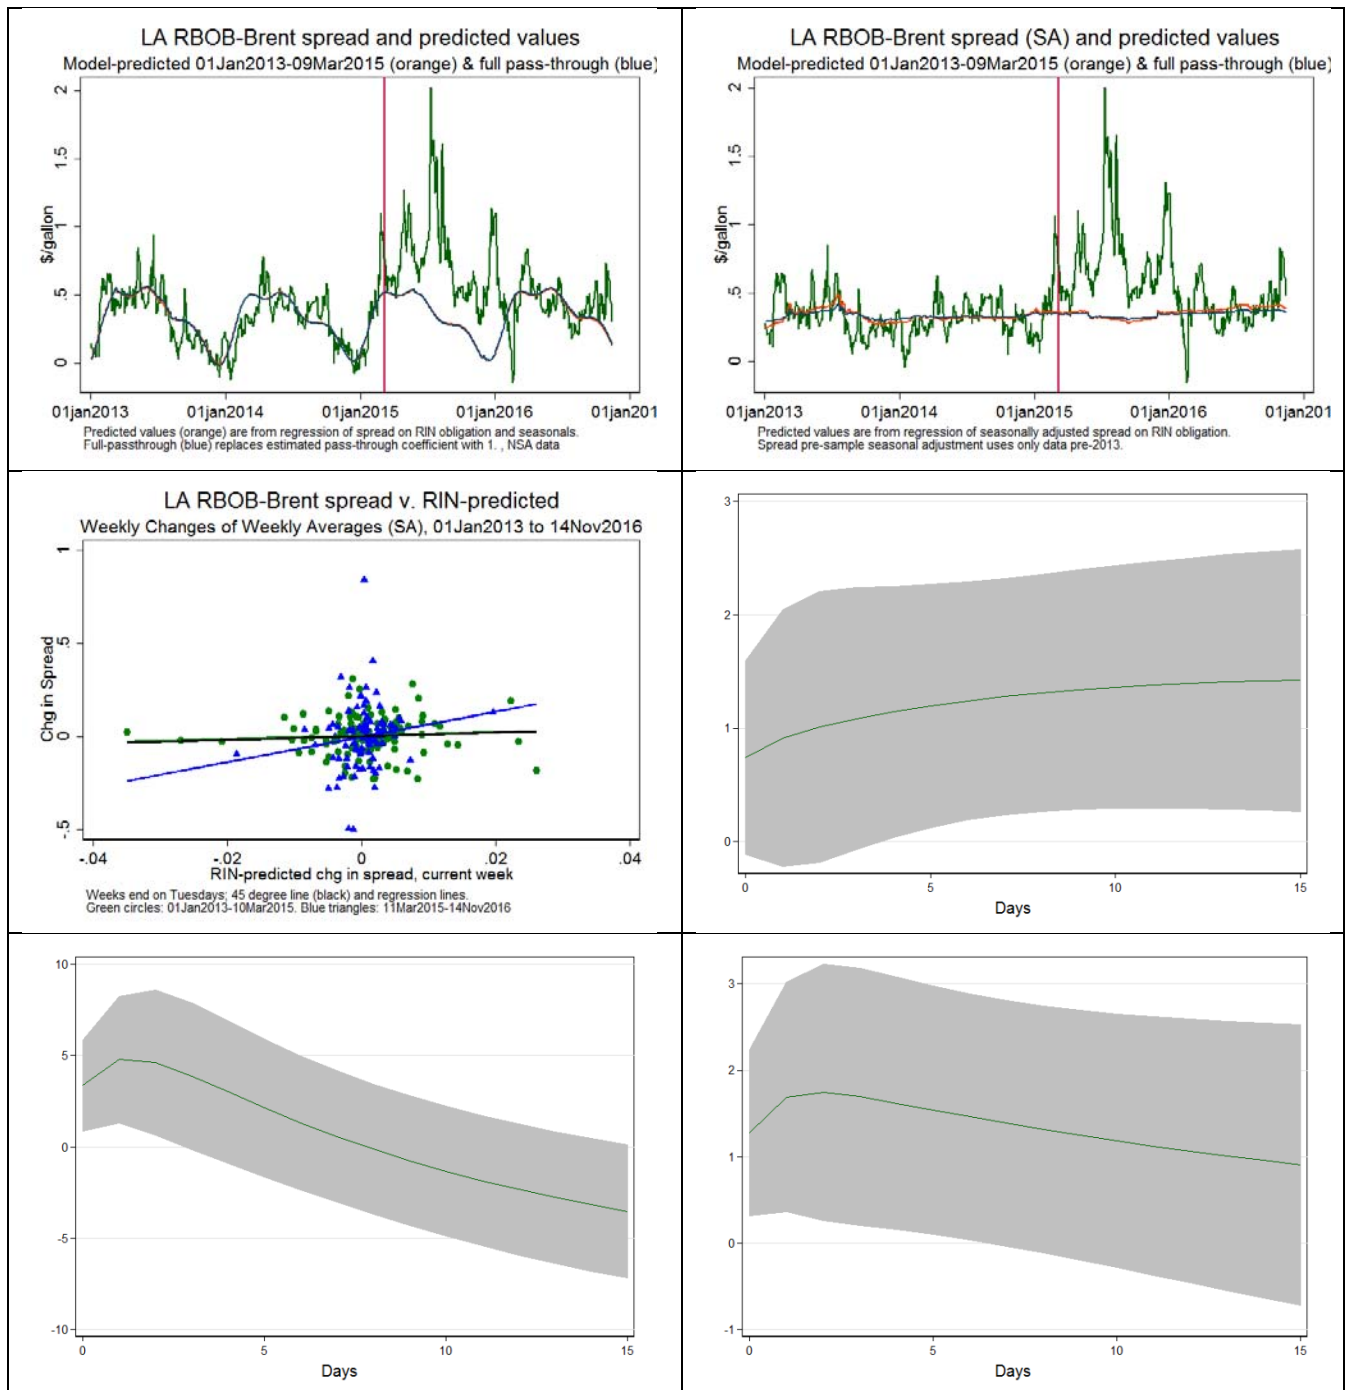 LA RBOB-Brent spread and predicted values
Model-predicted 01Jan2013-09Mar2015 (orange) & full pass-through (blue)
2
1.5
1
.5
0
$/gallon
01jan2013 01jan2014 01jan2015 01jan2016 01jan201
Predicted values (orange) are from regression of spread on RIN obligation and seasonals.
Full-passthrough (blue) replaces estimated pass-through coefficient with 1. , NSA data
LA RBOB-Brent spread (SA) and predicted values
Model-predicted 01Jan2013-09Mar2015 (orange) & full pass-through (blue)
2
1.5
1
.5
0
$/gallon
01jan2013 01jan2014 01jan2015 01jan2016 01jan201
Predicted values are from regression of seasonally adjusted spread on RIN obligation.
Spread pre-sample seasonal adjustment uses only data pre-2013.
LA RBOB-Brent spread v. RIN-predicted
Weekly Changes of Weekly Averages (SA), 01Jan2013 to 14Nov2016
1
.5
0
-.5
Chg in Spread
-.04 -.02 0 .02 .04
RIN-predicted chg in spread, current week
Weeks end on Tuesdays; 45 degree line (black) and regression lines.
Green circles: 01Jan2013-10Mar2015. Blue triangles: 11Mar2015-14Nov2016
3
2
1
0
0 5 10 15
Days
10
5
0
-5
-10
0 5 10 15
Days
3
2
1
0
-1
0 5 10 15
Days